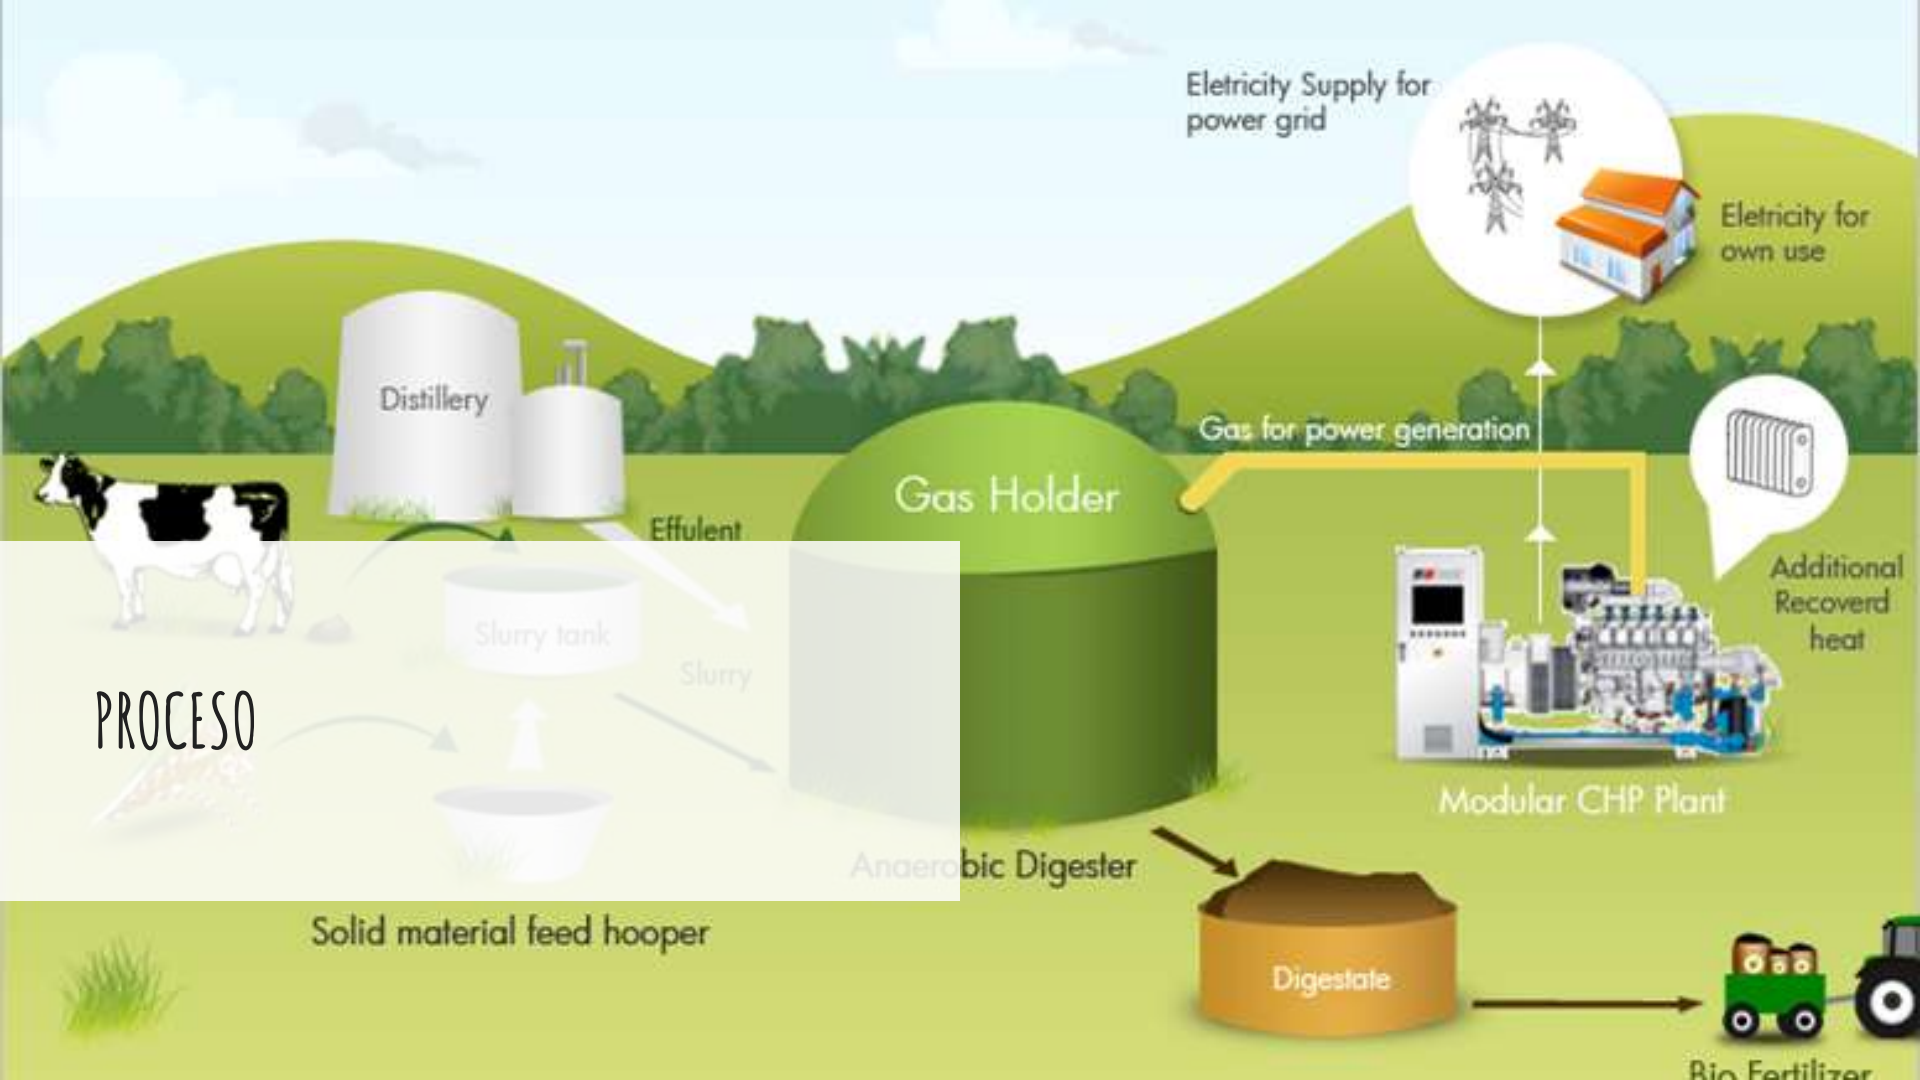 Eletricity Supply for
power grid
Eletricity for
own use
Distillery
Gas for power generation
Gas Holder
Effulent
Slurry tank
Slurry
Additional
Recoverd
heat
PROCESO
Modular CHP Plant
Anaerobic Digester
Solid material feed hooper
Digestate
Bio Fertilizer